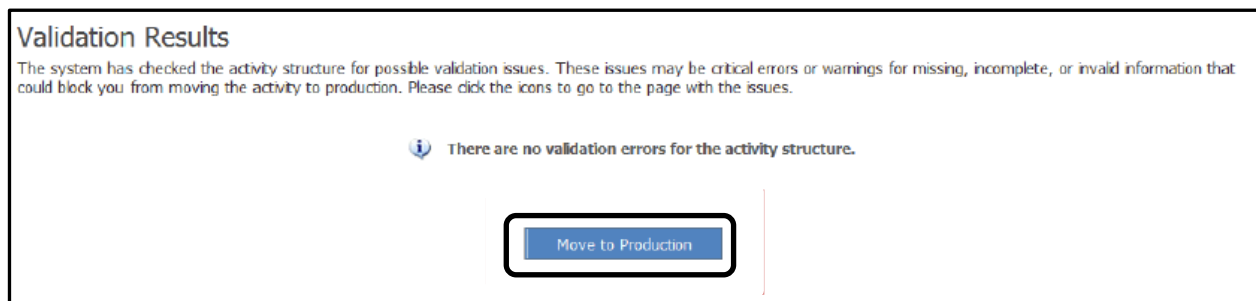 Validation Results
The system has checked the activity structure for possible validation issues. These issues may be critical errors or warnings for missing, incomplete, or invalid information that
could block you from moving the activity to production. Please click the icons to go to the page with the issues.
There are no validation errors for the activity structure.
Move to Production